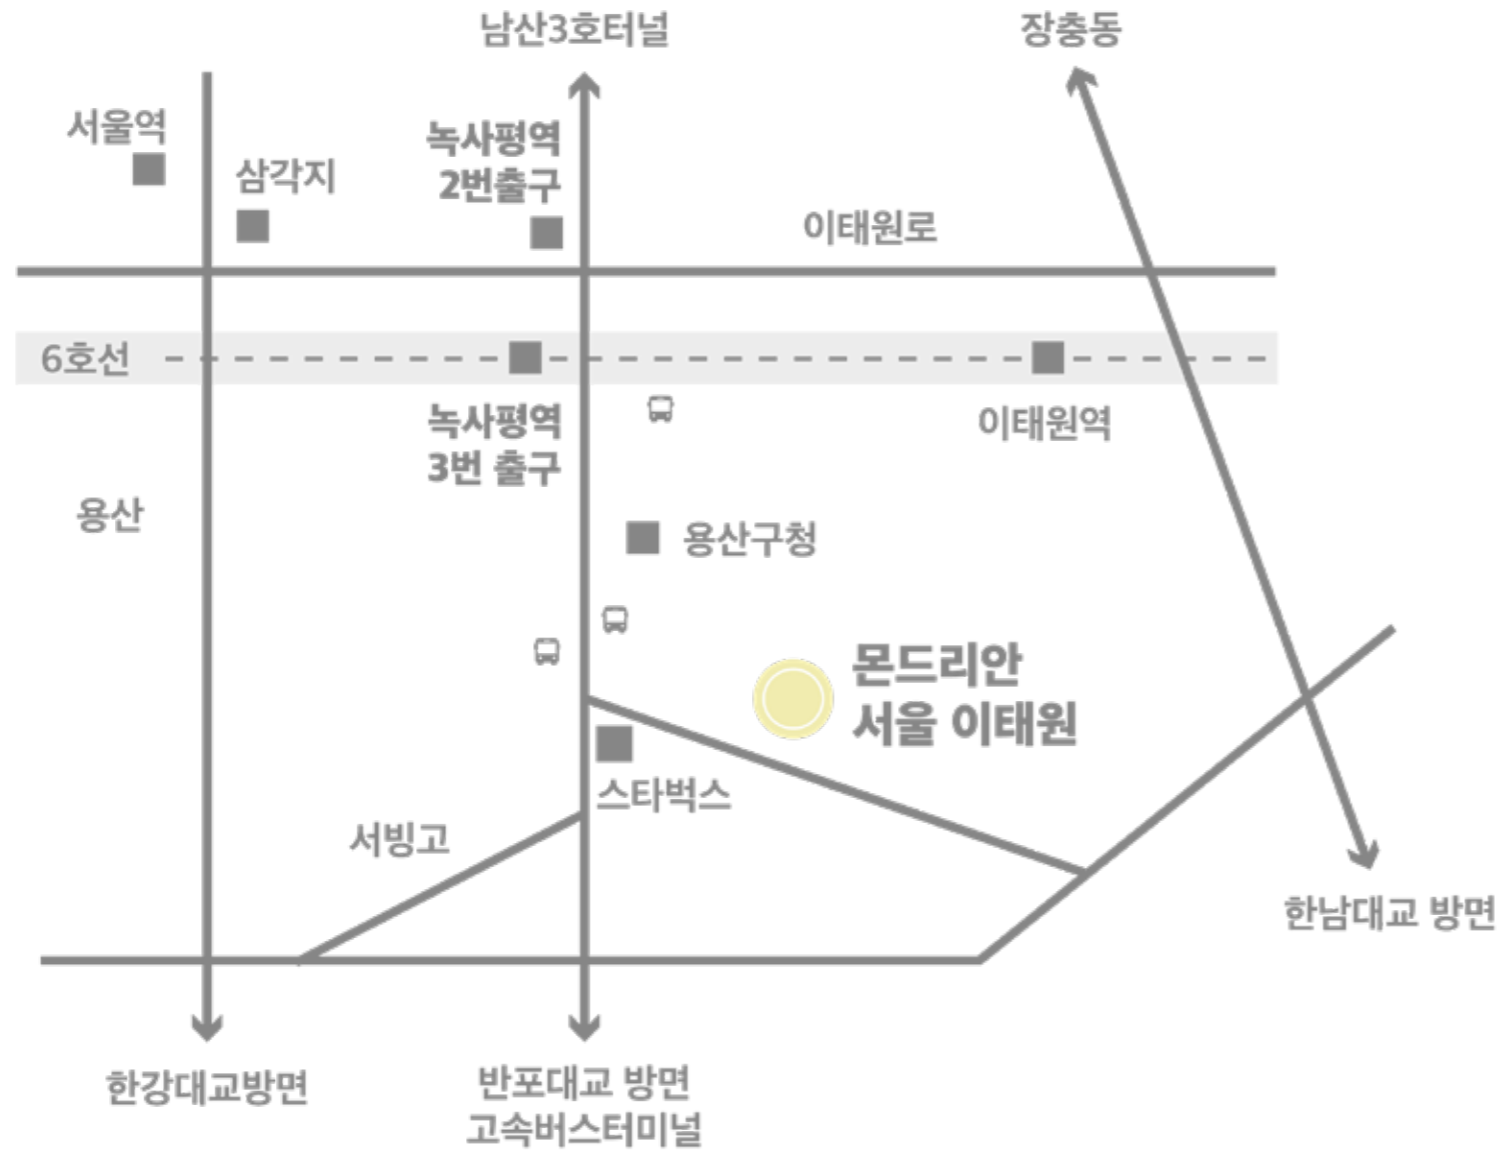 남산3호터널
장충동
서울역
삼각지
녹사평역
2번출구
이태원로
6호선
녹사평역
3번 출구
이태원역
용산
용산구청
몬드리안
서울 이태원
스타벅스
서빙고
한남대교 방면
한강대교방면
반포대교 방면
고속버스터미널